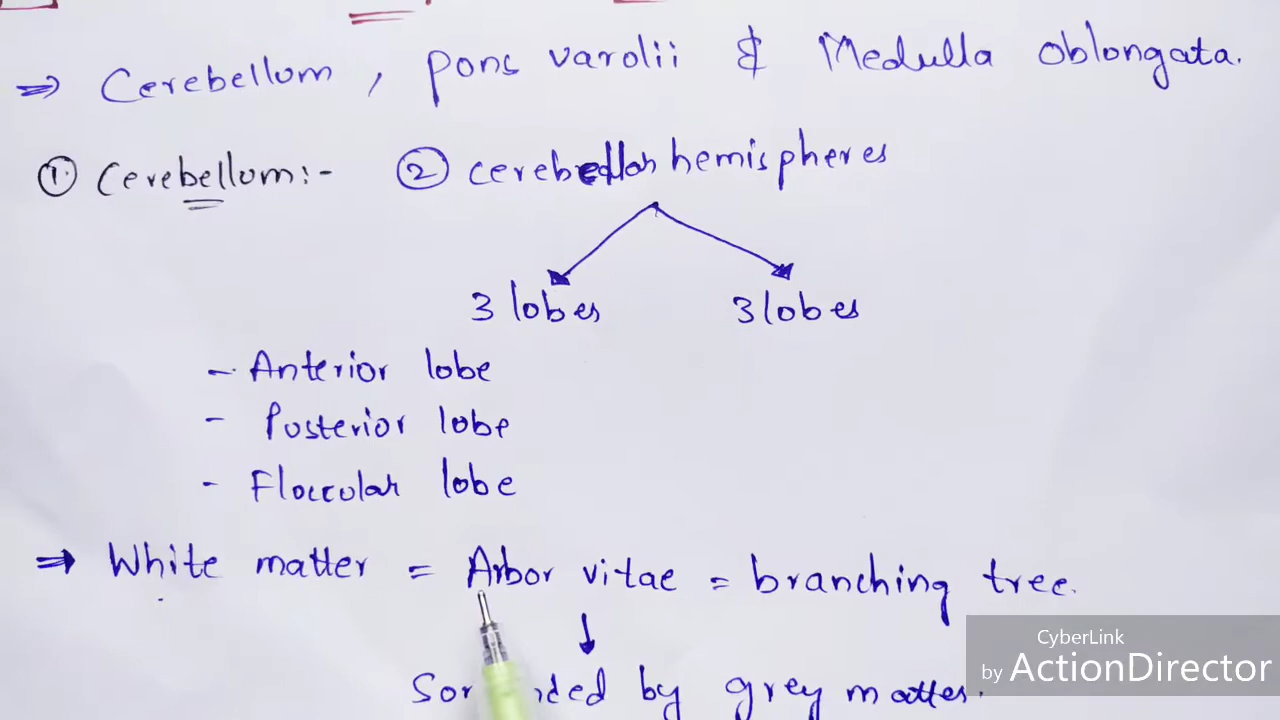 ⇒ Cerebellum, Pons varolii & Medulla oblongata.
① Cerebellum:- ② cerebellar hemispheres
3 lobes 3 lobes
- Anterior lobe
- Posterior lobe
- Floccular lobe
⇒ White matter = Arbor vitae = branching tree.
↓
by grey matter.
CyberLink
by ActionDirector